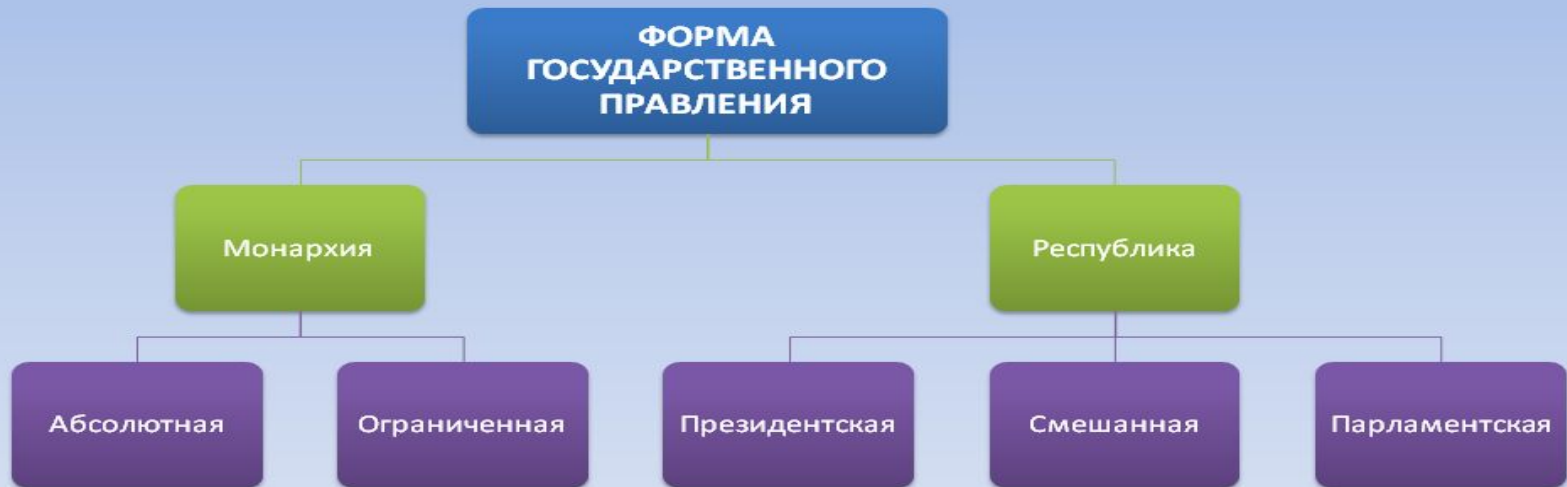 ФОРМА
ГОСУДАРСТВЕННОГО
ПРАВЛЕНИЯ
Монархия
Республика
Абсолютная
Ограниченная
Президентская
Смешанная
Парламентская